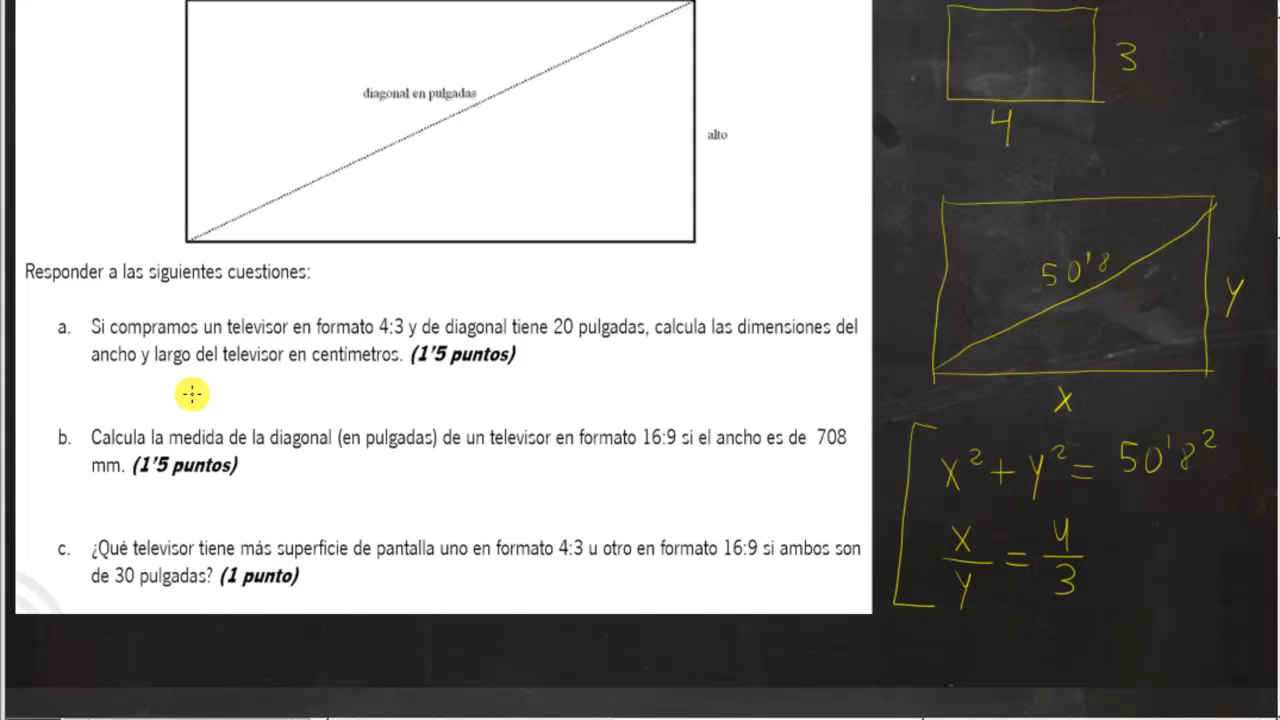 diagonal en pulgadas
alto
Responder a las siguientes cuestiones:
a. Si compramos un televisor en formato 4:3 y de diagonal tiene 20 pulgadas, calcula las dimensiones del
ancho y largo del televisor en centímetros. (1'5 puntos)
b. Calcula la medida de la diagonal (en pulgadas) de un televisor en formato 16:9 si el ancho es de 708
mm. (1'5 puntos)
c. ¿Qué televisor tiene más superficie de pantalla uno en formato 4:3 u otro en formato 16:9 si ambos son
de 30 pulgadas? (1 punto)
3
4
50'8
y
x
x² + y² = 50'8²
x/y = 4/3